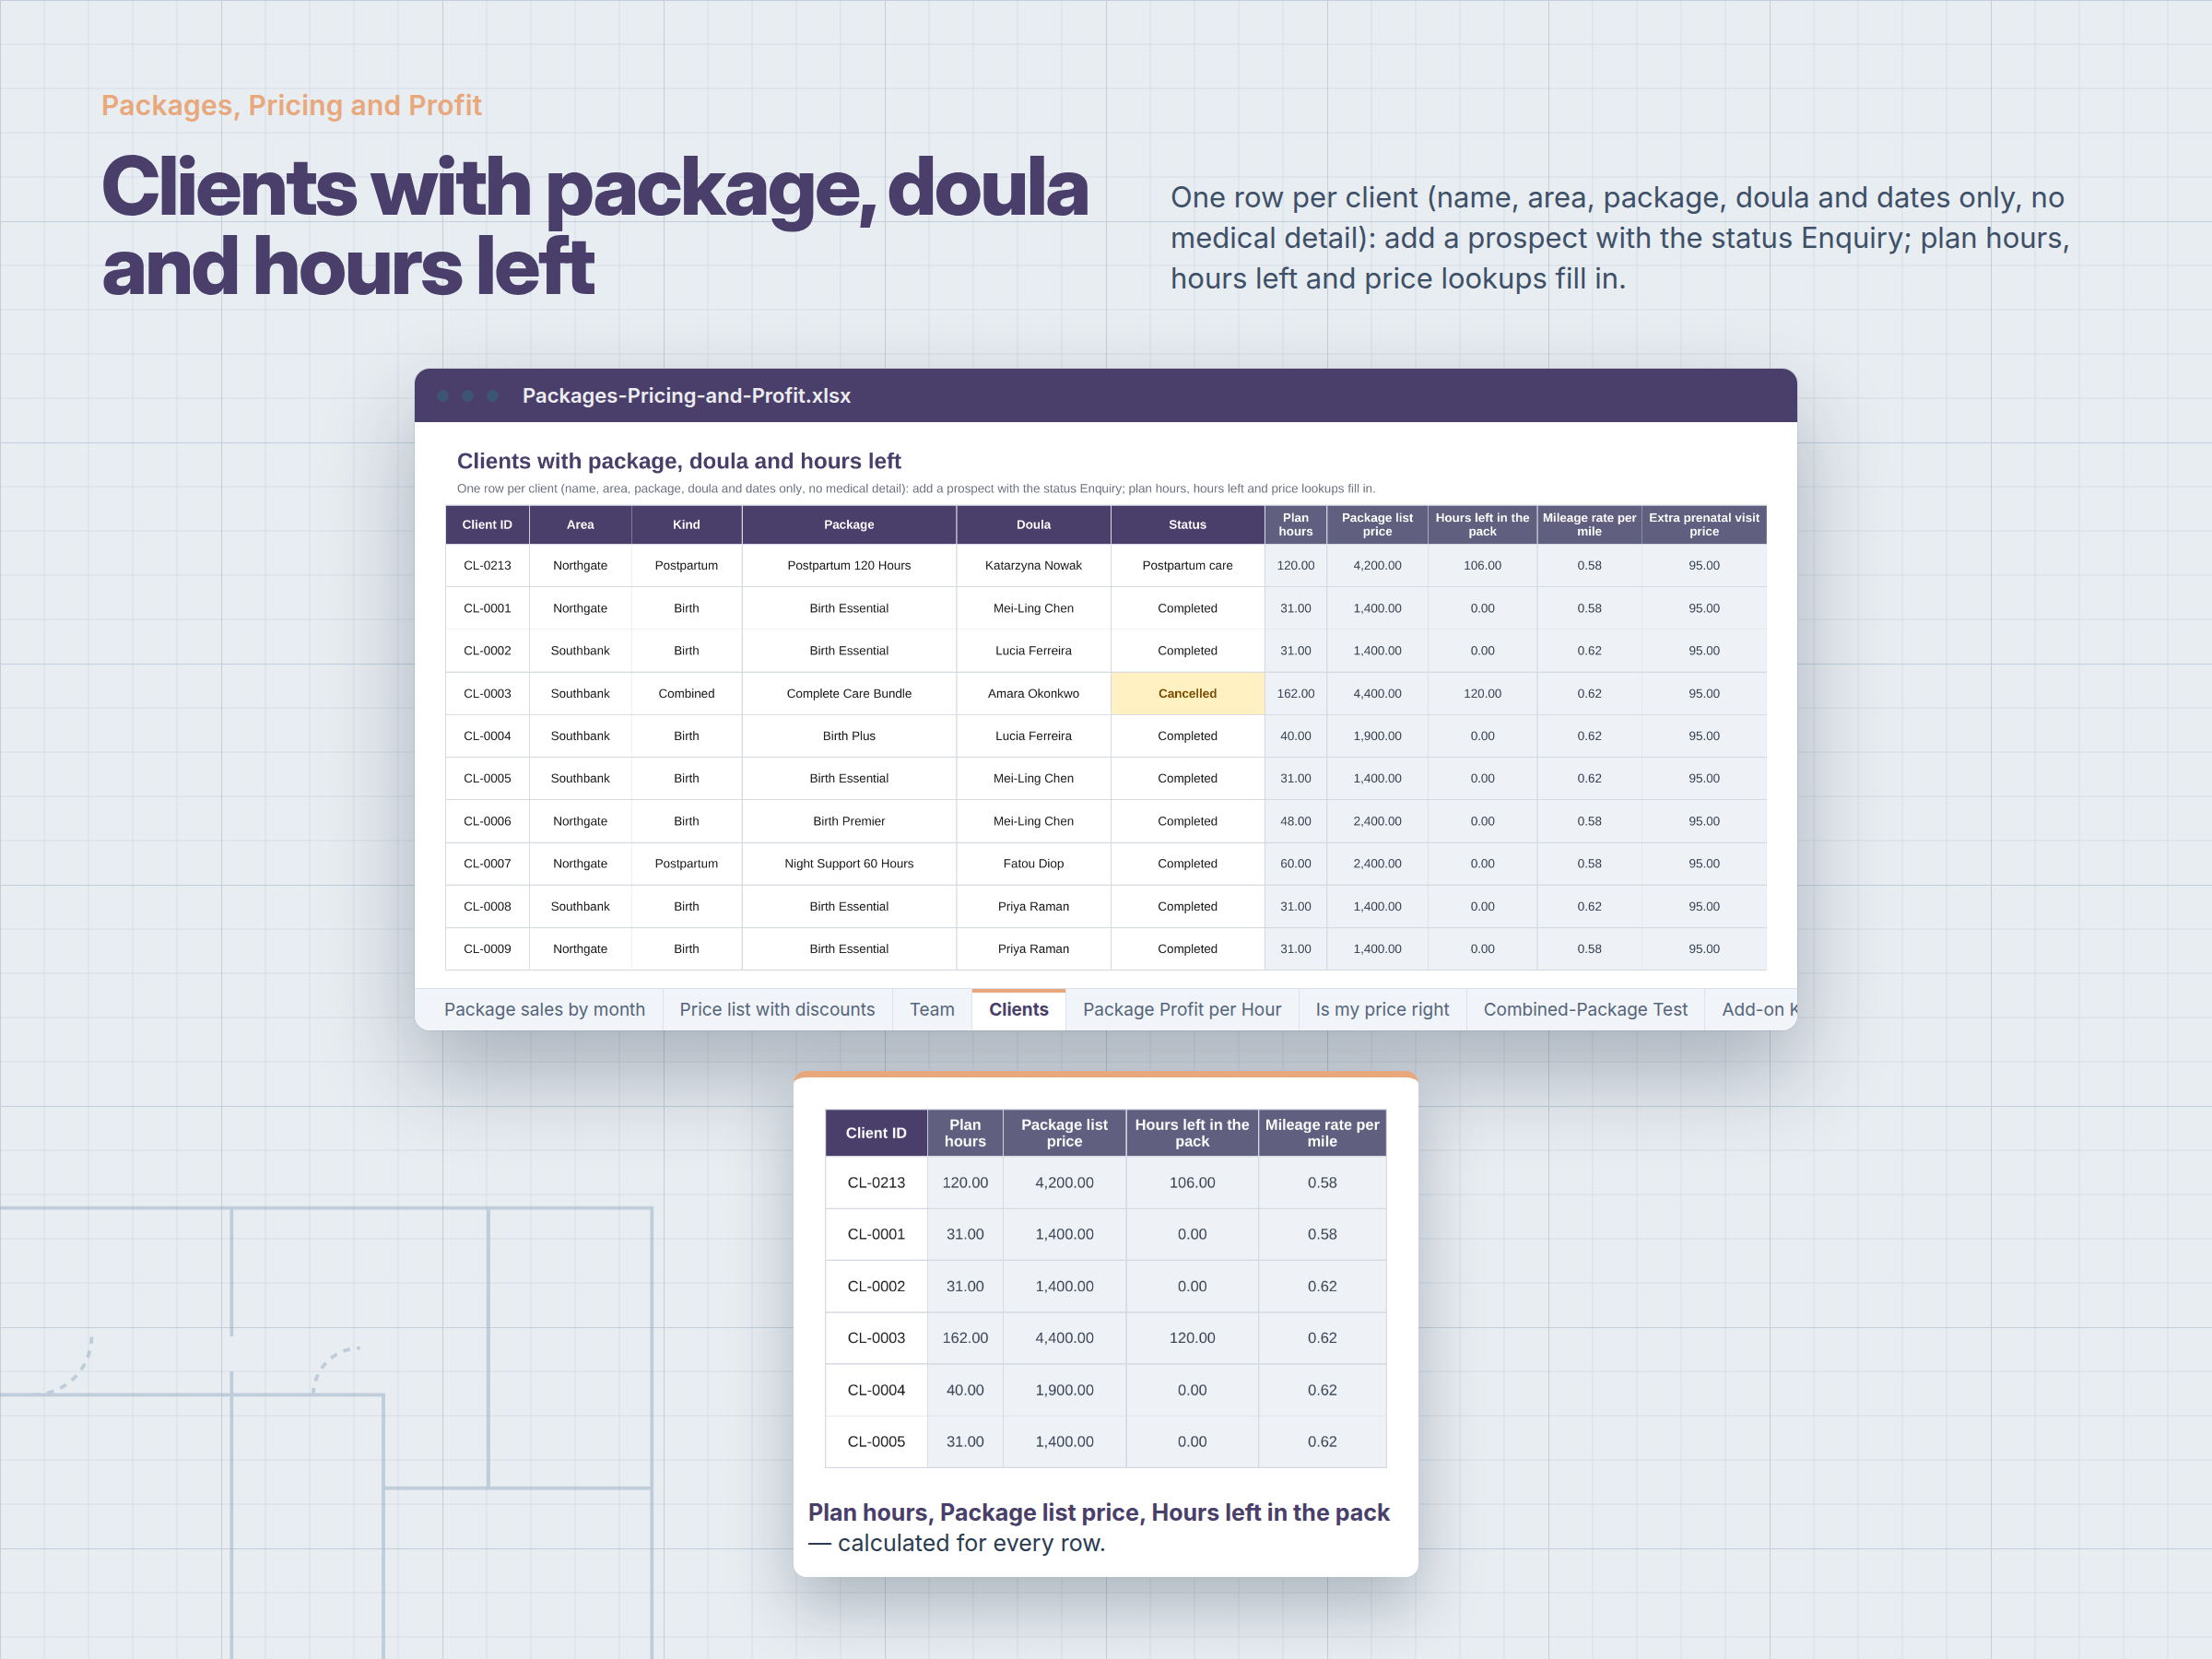 Packages, Pricing and Profit
Clients with package, doula
and hours left
One row per client (name, area, package, doula and dates only, no
medical detail): add a prospect with the status Enquiry; plan hours,
hours left and price lookups fill in.
Packages-Pricing-and-Profit.xlsx
Clients with package, doula and hours left
One row per client (name, area, package, doula and dates only, no medical detail): add a prospect with the status Enquiry; plan hours, hours left and price lookups fill in.
Client ID Area Kind Package Doula Status Plan hours Package list price Hours left in the pack Mileage rate per mile Extra prenatal visit price
CL-0213 Northgate Postpartum Postpartum 120 Hours Katarzyna Nowak Postpartum care 120.00 4,200.00 106.00 0.58 95.00
CL-0001 Northgate Birth Birth Essential Mei-Ling Chen Completed 31.00 1,400.00 0.00 0.58 95.00
CL-0002 Southbank Birth Birth Essential Lucia Ferreira Completed 31.00 1,400.00 0.00 0.62 95.00
CL-0003 Southbank Combined Complete Care Bundle Amara Okonkwo Cancelled 162.00 4,400.00 120.00 0.62 95.00
CL-0004 Southbank Birth Birth Plus Lucia Ferreira Completed 40.00 1,900.00 0.00 0.62 95.00
CL-0005 Southbank Birth Birth Essential Mei-Ling Chen Completed 31.00 1,400.00 0.00 0.62 95.00
CL-0006 Northgate Birth Birth Premier Mei-Ling Chen Completed 48.00 2,400.00 0.00 0.58 95.00
CL-0007 Northgate Postpartum Night Support 60 Hours Fatou Diop Completed 60.00 2,400.00 0.00 0.58 95.00
CL-0008 Southbank Birth Birth Essential Priya Raman Completed 31.00 1,400.00 0.00 0.62 95.00
CL-0009 Northgate Birth Birth Essential Priya Raman Completed 31.00 1,400.00 0.00 0.58 95.00
Package sales by month Price list with discounts Team Clients Package Profit per Hour Is my price right Combined-Package Test Add-on K
Client ID Plan hours Package list price Hours left in the pack Mileage rate per mile
CL-0213 120.00 4,200.00 106.00 0.58
CL-0001 31.00 1,400.00 0.00 0.58
CL-0002 31.00 1,400.00 0.00 0.62
CL-0003 162.00 4,400.00 120.00 0.62
CL-0004 40.00 1,900.00 0.00 0.62
CL-0005 31.00 1,400.00 0.00 0.62
Plan hours, Package list price, Hours left in the pack
— calculated for every row.